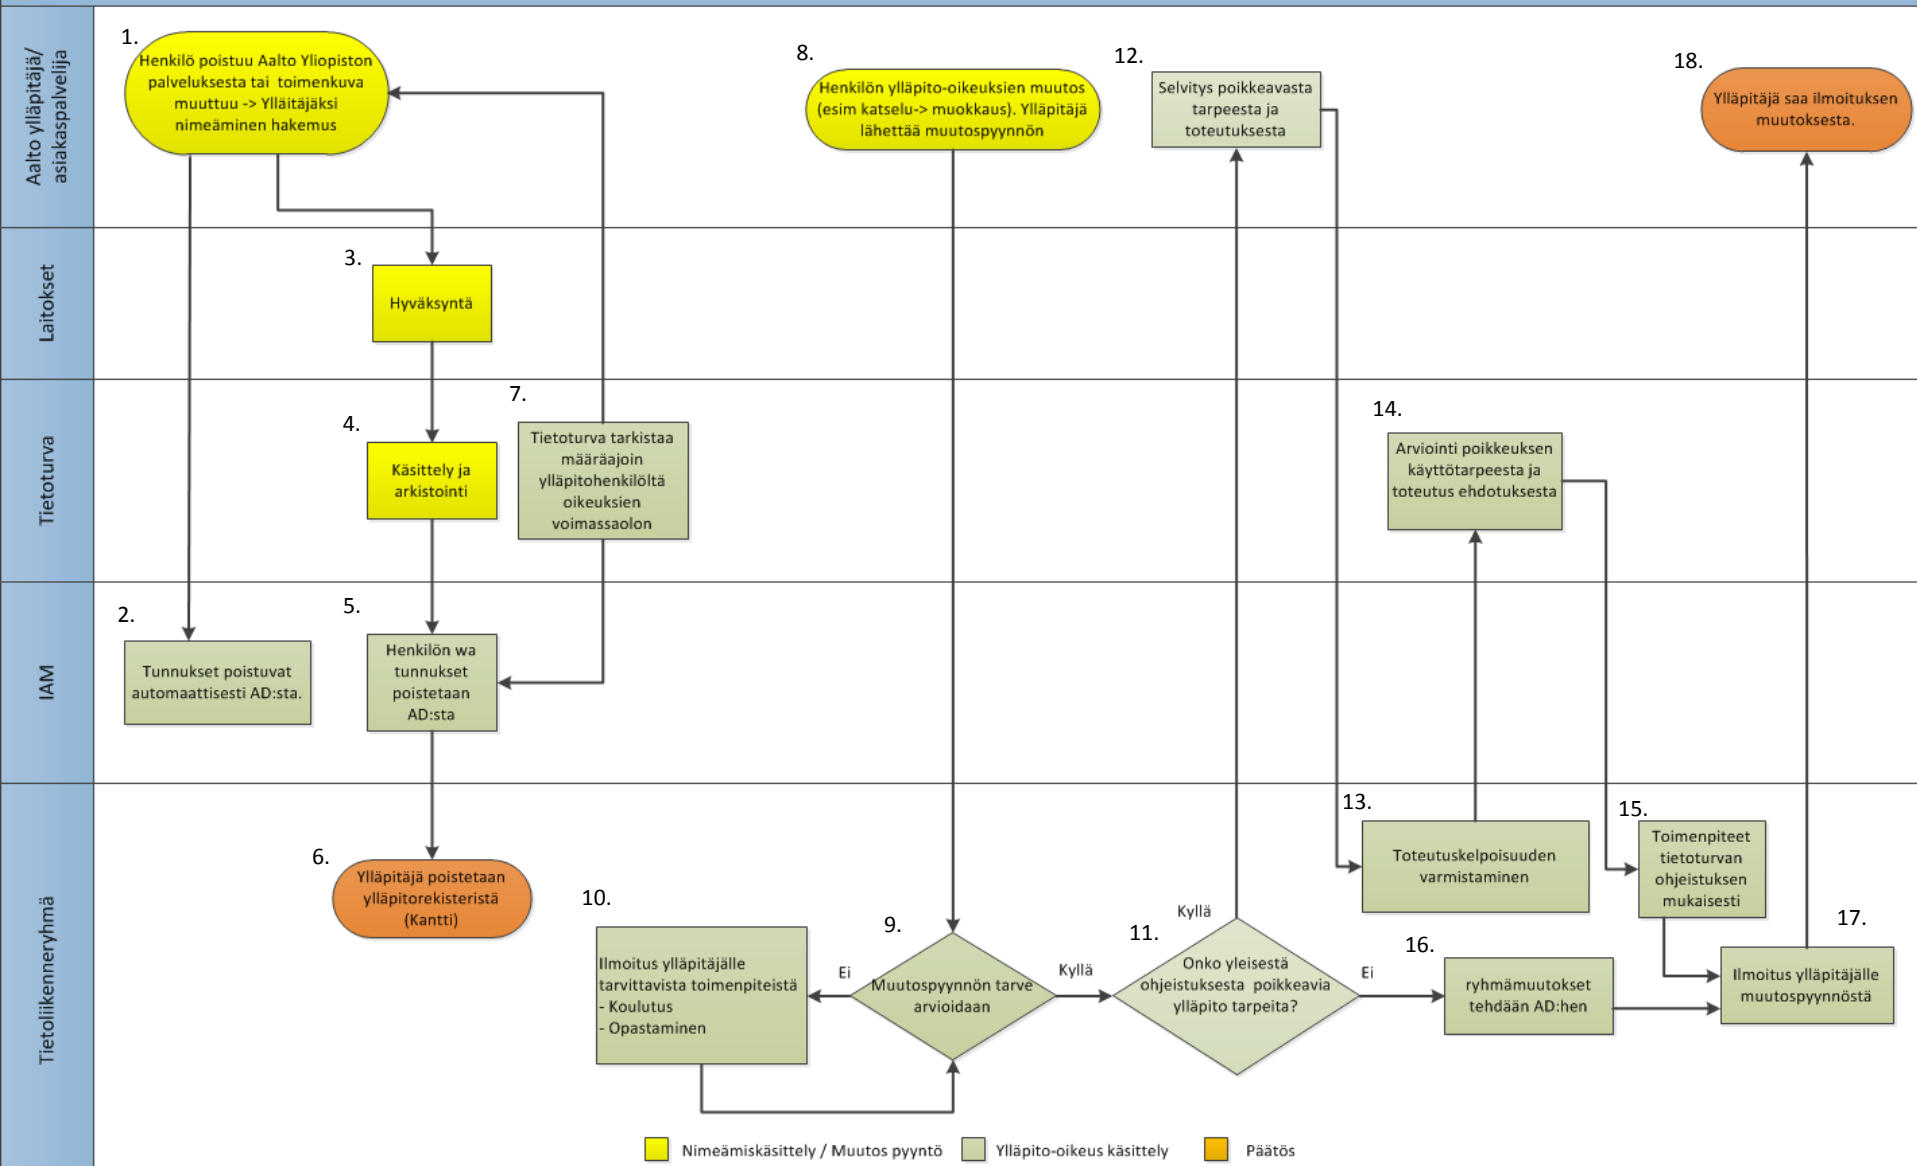 Aalto ylläpitäjä/
asiakaspalvelija
1.
Henkilö poistuu Aalto Yliopiston
palveluksesta tai toimenkuva
muuttuu -> Ylläitäjäksi
nimeäminen hakemus
8.
Henkilön ylläpito-oikeuksien muutos
(esim katselu-> muokkaus). Ylläpitäjä
lähettää muutospyynnön
12.
Selvitys poikkeavasta
tarpeesta ja
toteutuksesta
18.
Ylläpitäjä saa ilmoituksen
muutoksesta.
Laitokset
3.
Hyväksyntä
Tietoturva
4.
Käsittely ja
arkistointi
7.
Tietoturva tarkistaa
määräajoin
ylläpitohenkilöltä
oikeuksien
voimassaolon
14.
Arviointi poikkeuksen
käyttötarpeesta ja
toteutus ehdotuksesta
IAM
2.
Tunnukset poistuvat
automaattisesti AD:sta.
5.
Henkilön wa
tunnukset
poistetaan
AD:sta
Tietoliikenneryhmä
6.
Ylläpitäjä poistetaan
ylläpitorekisteristä
(Kantti)
10.
Ilmoitus ylläpitäjälle
tarvittavista toimenpiteistä
- Koulutus
- Opastaminen
Ei
9.
Muutospyynnön tarve
arvioidaan
Kyllä
11.
Kyllä
Onko yleisestä
ohjeistuksesta poikkeavia
ylläpito tarpeita?
Ei
13.
Toteutuskelpoisuuden
varmistaminen
15.
Toimenpiteet
tietoturvan
ohjeistuksen
mukaisesti
16.
ryhmämuutokset
tehdään AD:hen
17.
Ilmoitus ylläpitäjälle
muutospyynnöstä
Nimeämiskäsittely / Muutos pyyntö
Ylläpito-oikeus käsittely
Päätös